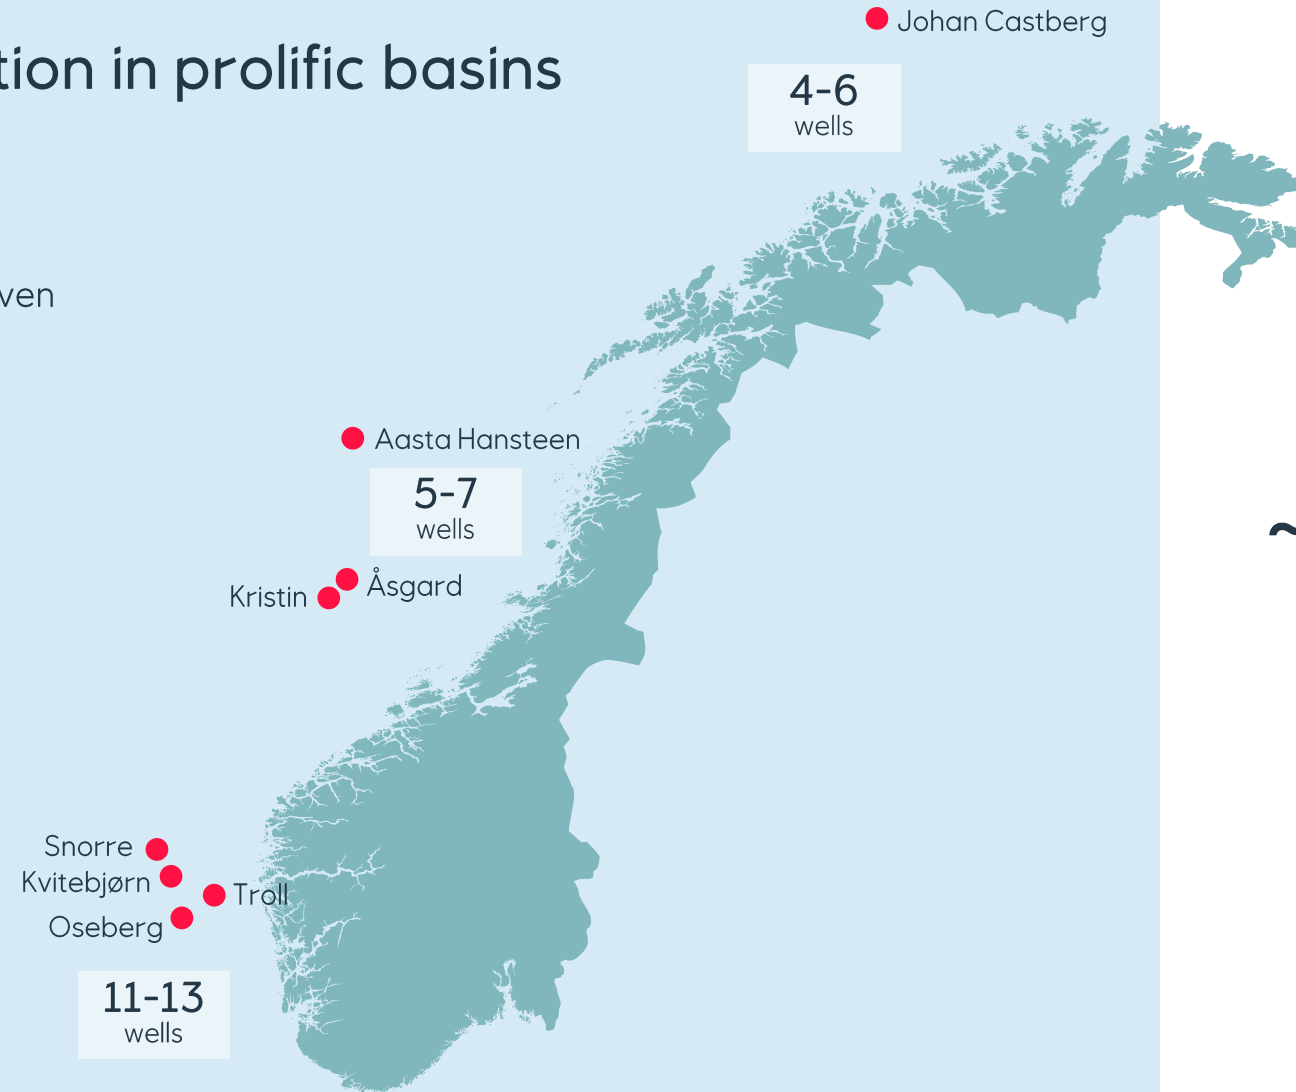 Johan Castberg
tion in prolific basins
4-6
wells
ven
Aasta Hansteen
5-7
wells
~
Åsgard
Kristin
Snorre
Kvitebjørn
Troll
Oseberg
11-13
wells